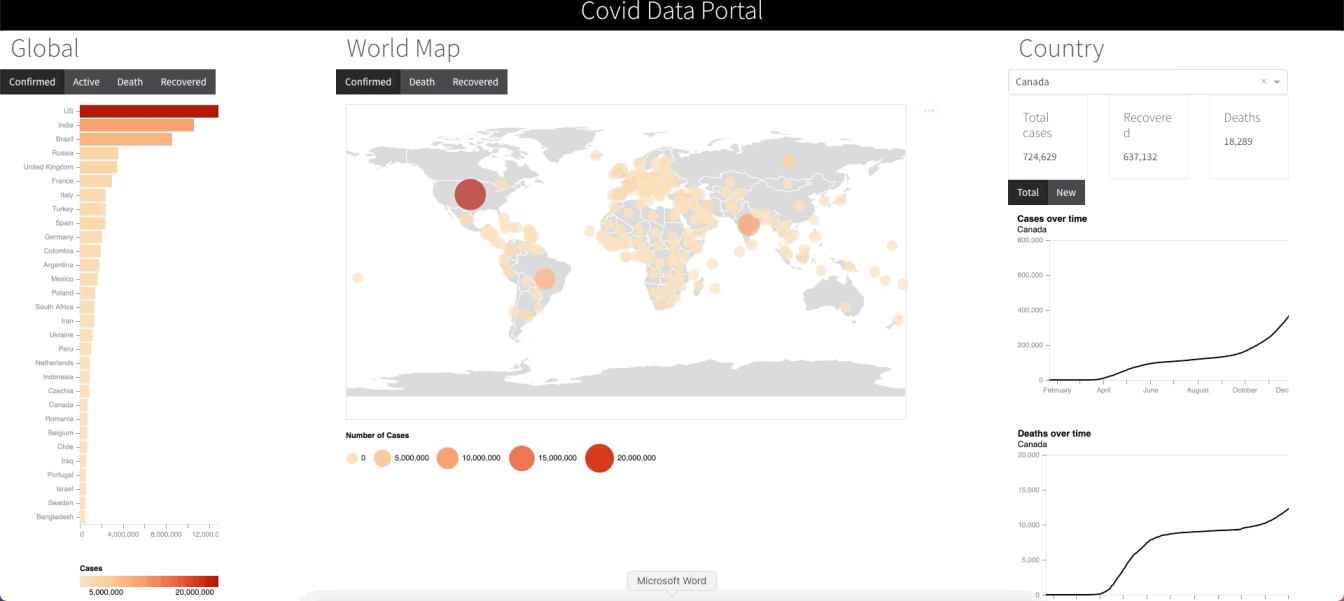 Covid Data Portal
Global
Confirmed Active Death Recovered
US
India
Brazil
Russia
United Kingdom
France
Italy
Turkey
Spain
Germany
Colombia
Argentina
Mexico
Poland
South Africa
Iran
Ukraine
Peru
Netherlands
Indonesia
Czechia
Canada
Romania
Belgium
Chile
Iraq
Portugal
Israel
Sweden
Bangladesh
0 4,000,000 8,000,000 12,000,0
Cases
5,000,000 20,000,000
World Map
Confirmed Death Recovered
Number of Cases
0 5,000,000 10,000,000 15,000,000 20,000,000
Country
Canada
Total
cases
724,629
Recovere
d
637,132
Deaths
18,289
Total New
Cases over time
Canada
800,000
600,000
400,000
200,000
0
February April June August October Dec
Deaths over time
Canada
20,000
15,000
10,000
5,000
0
Microsoft Word